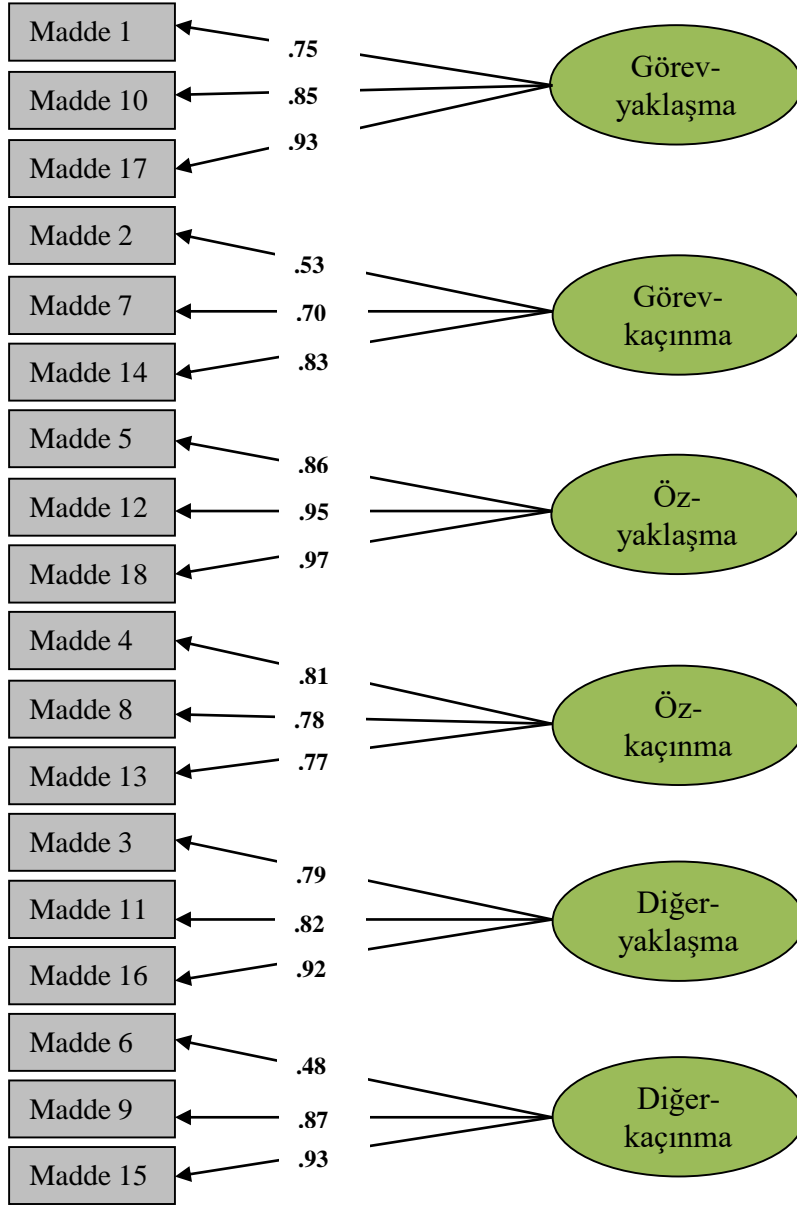 Madde 1
.75
Görev-
yaklaşma
Madde 10
.85
Madde 17
.93
Madde 2
.53
Görev-
kaçınma
Madde 7
.70
Madde 14
.83
Madde 5
.86
Öz-
yaklaşma
Madde 12
.95
Madde 18
.97
Madde 4
.81
Öz-
kaçınma
Madde 8
.78
Madde 13
.77
Madde 3
.79
Diğer-
yaklaşma
Madde 11
.82
Madde 16
.92
Madde 6
.48
Diğer-
kaçınma
Madde 9
.87
Madde 15
.93